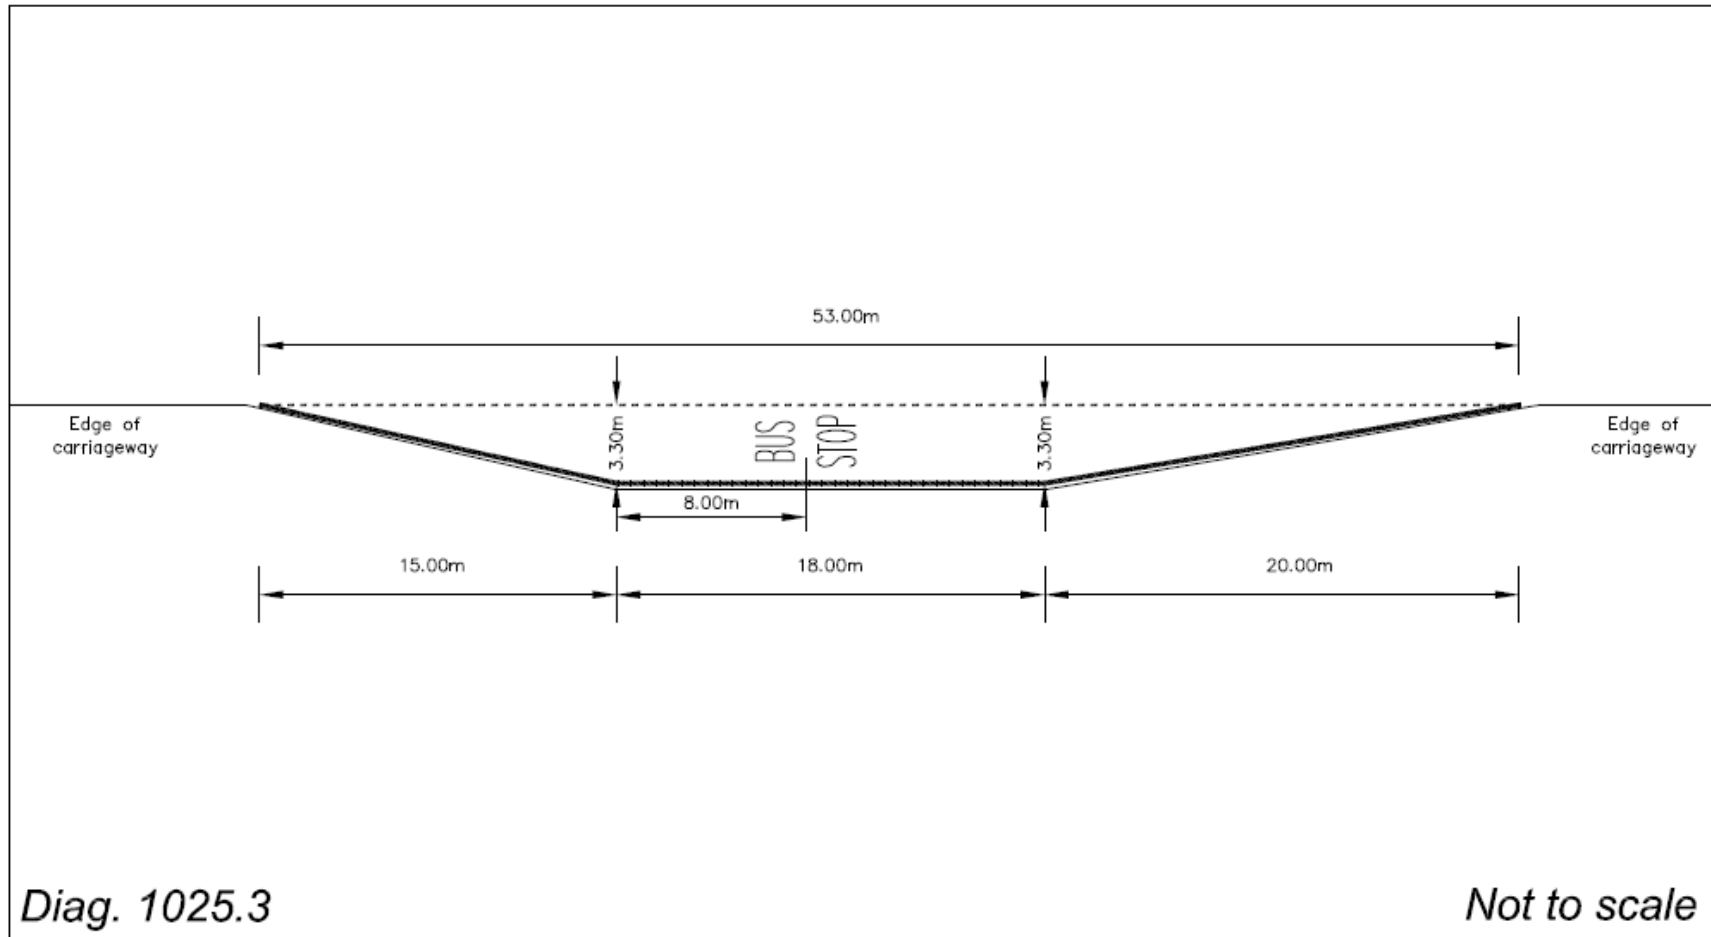 53.00m
Edge of
carriageway
3.30m
BUS
STOP
3.30m
Edge of
carriageway
8.00m
15.00m
18.00m
20.00m
Diag. 1025.3
Not to scale